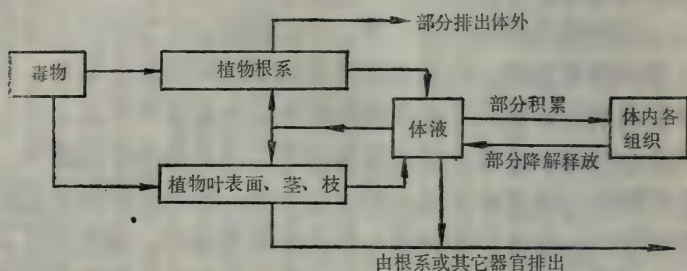 部分排出体外
毒物
植物根系
部分积累
体液
体内各
组织
部分降解释放
植物叶表面、茎、枝
由根系或其它器官排出